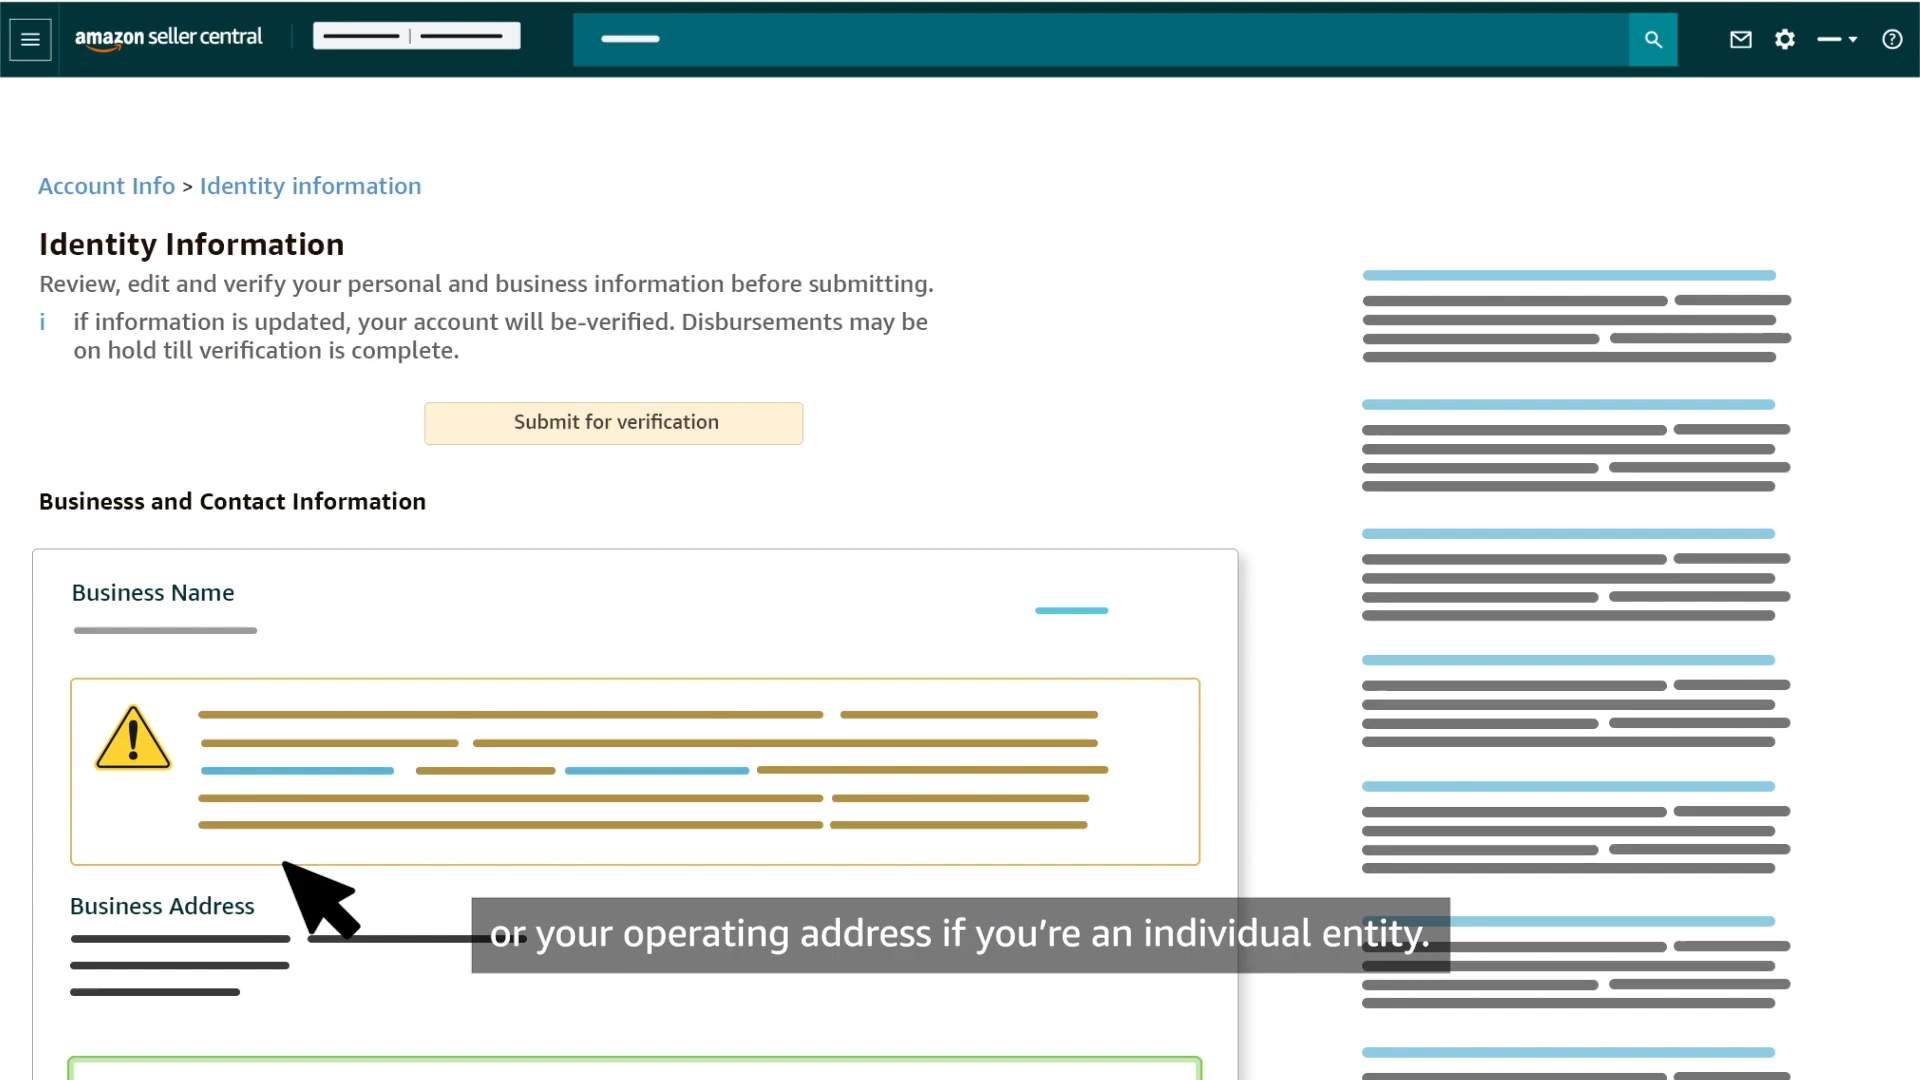 amazon seller central
Account Info > Identity information
Identity Information
Review, edit and verify your personal and business information before submitting.
i if information is updated, your account will be-verified. Disbursements may be
on hold till verification is complete.
Submit for verification
Businesss and Contact Information
Business Name
Business Address
or your operating address if you’re an individual entity.